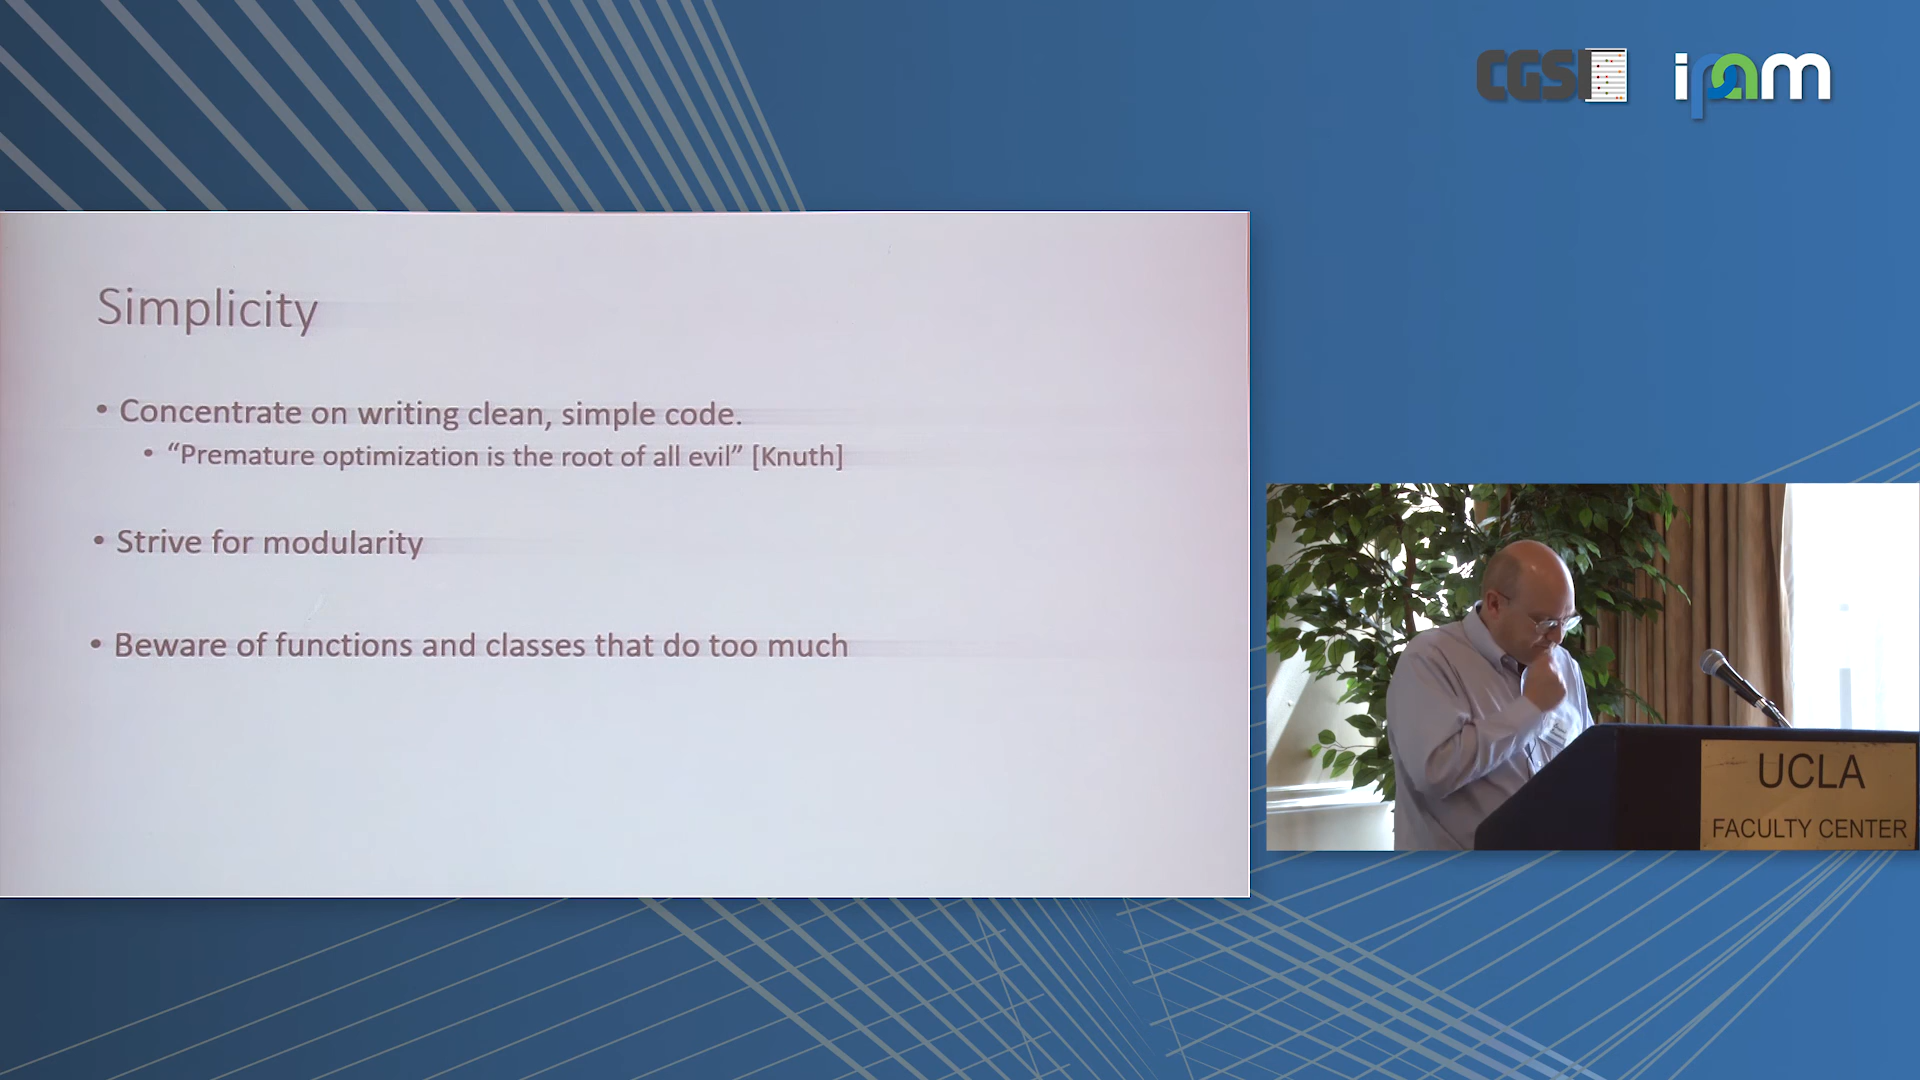 CGSI
ipam
Simplicity
• Concentrate on writing clean, simple code.
• “Premature optimization is the root of all evil” [Knuth]
• Strive for modularity
• Beware of functions and classes that do too much
UCLA
FACULTY CENTER